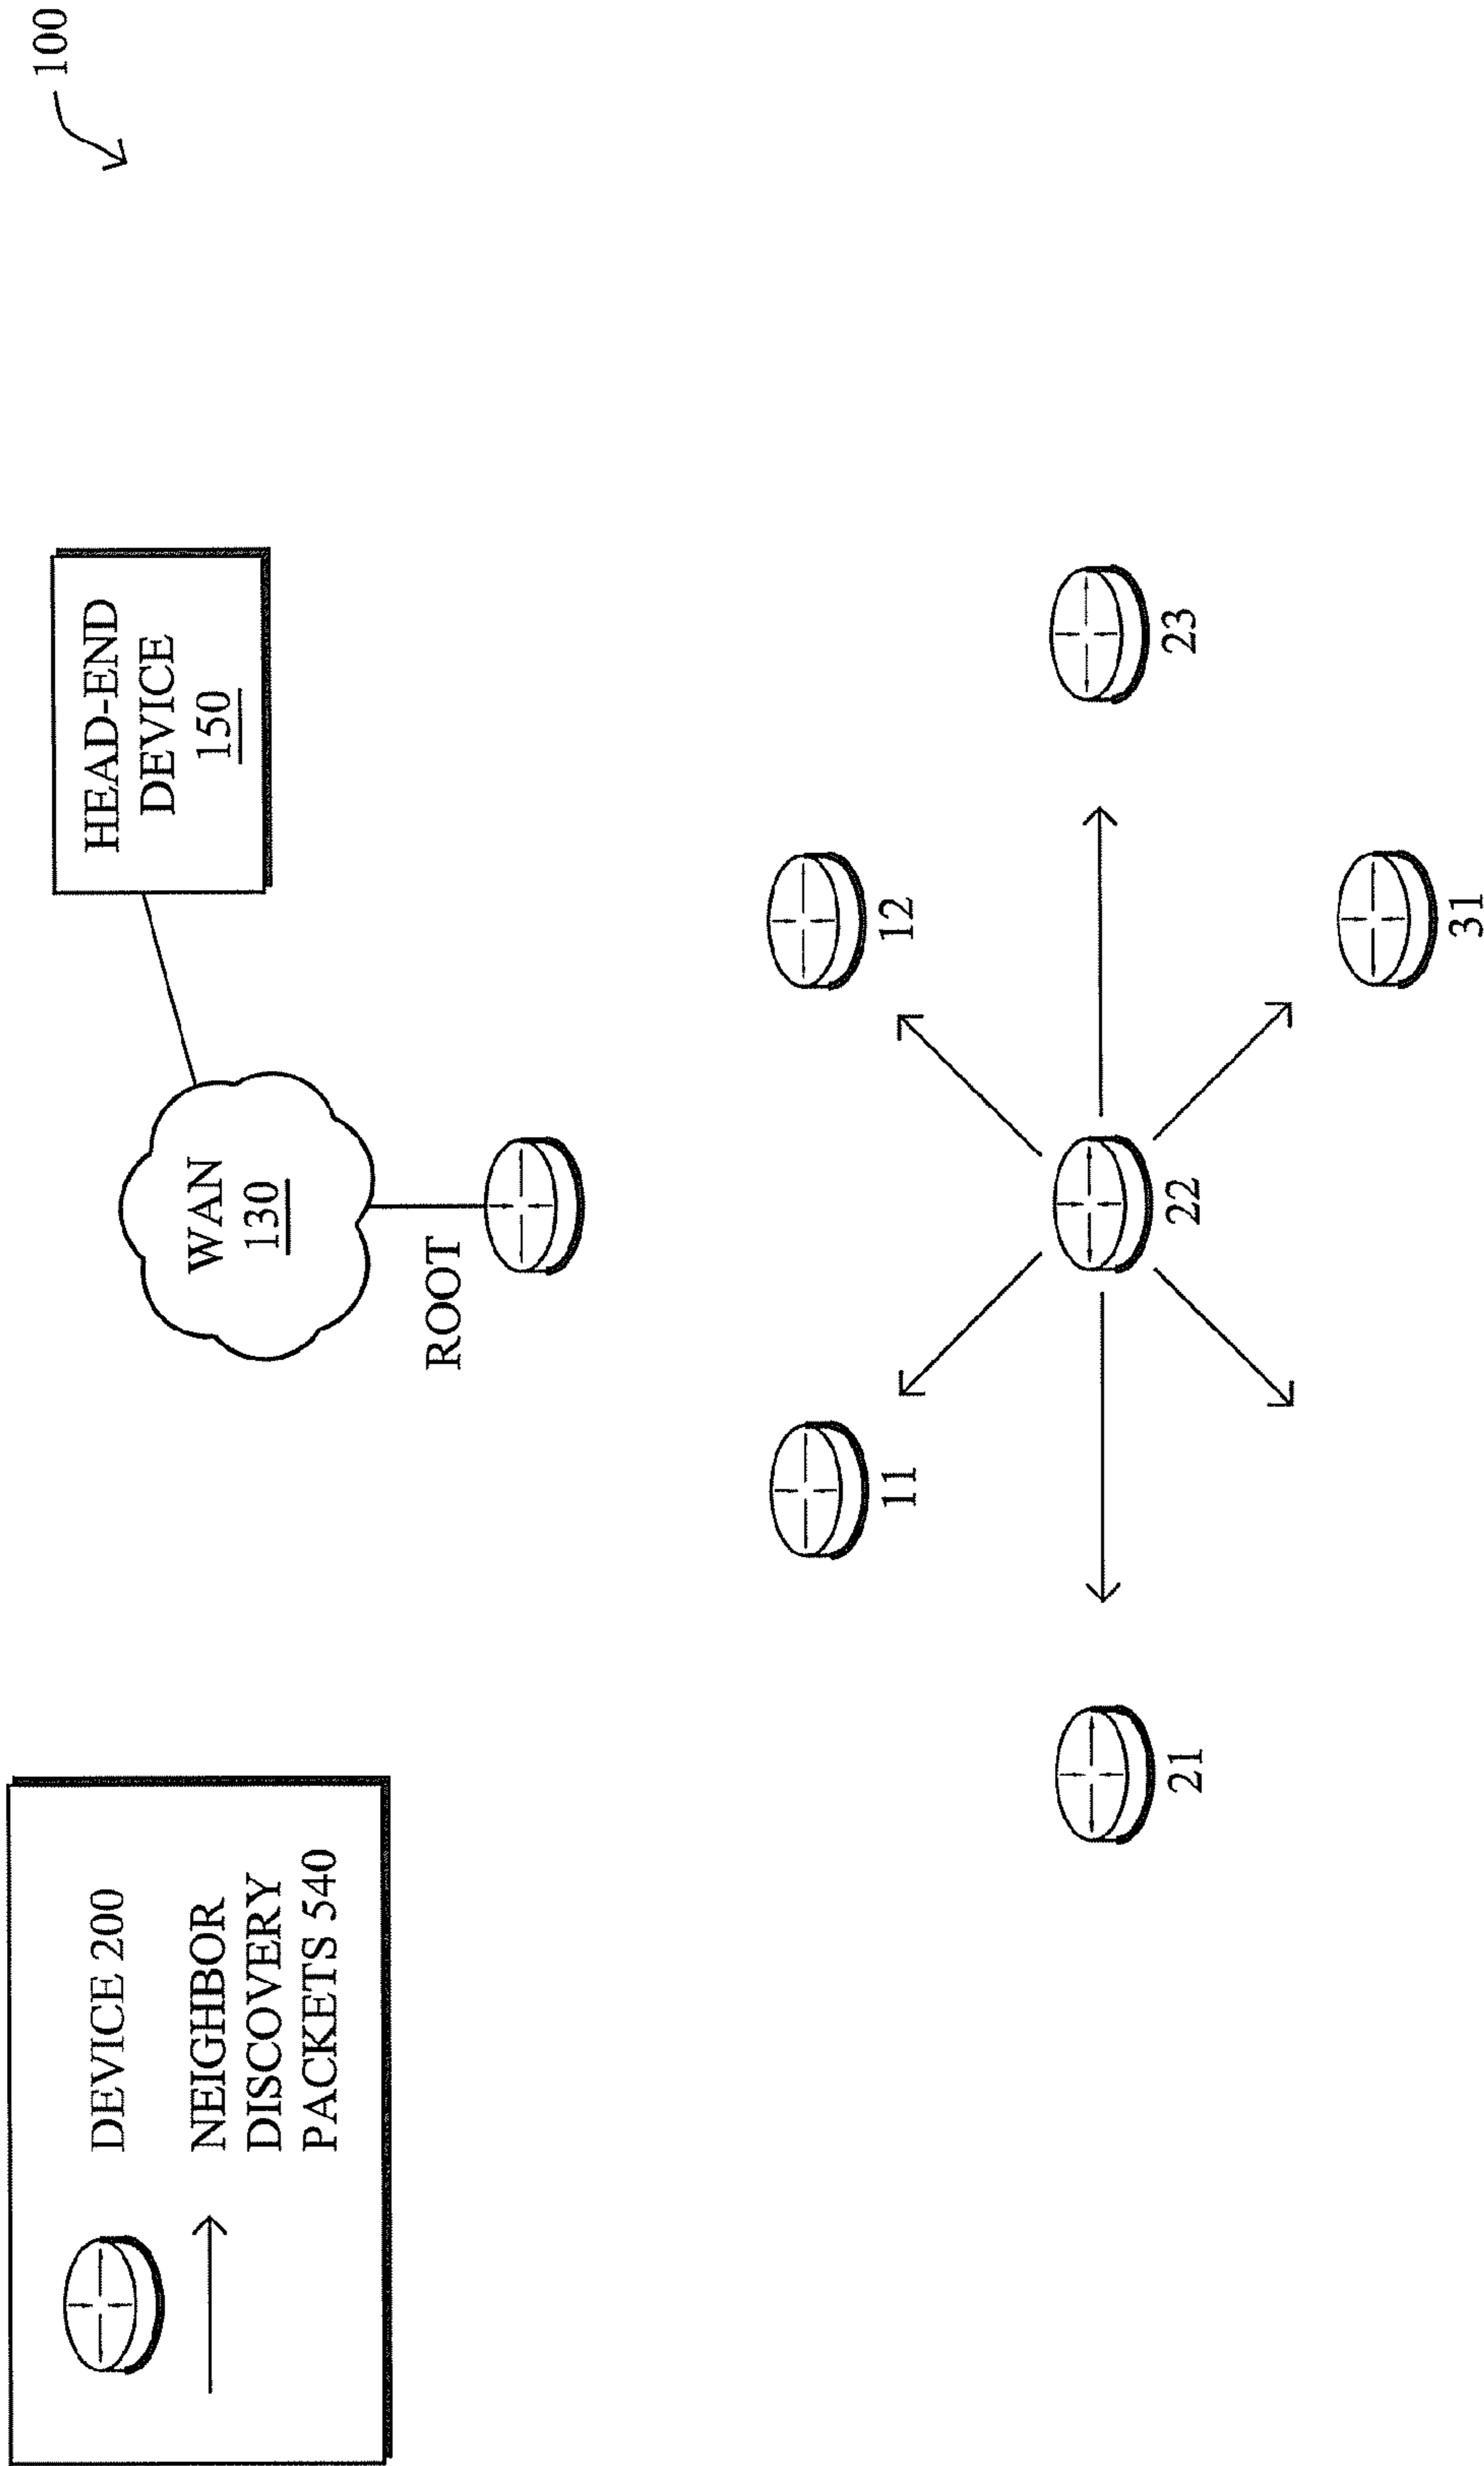 DEVICE 200
NEIGHBOR
DISCOVERY
PACKETS 540
100
HEAD-END
DEVICE
150
WAN
130
ROOT
11
12
21
22
23
31